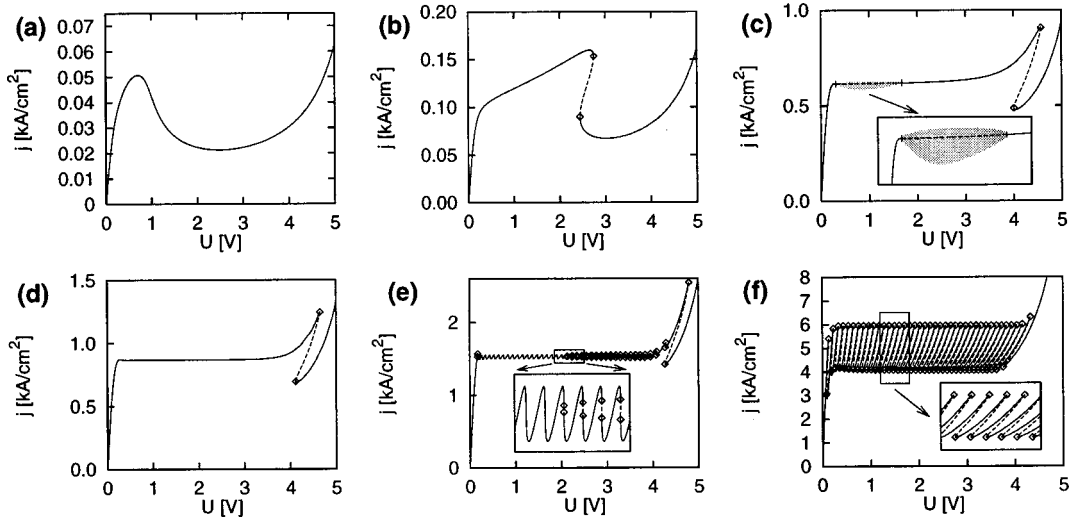 (a)
0.07
0.06
0.05
0.04
0.03
0.02
0.01
0
j [kA/cm²]
0 1 2 3 4 5
U [V]
(b)
0.20
0.15
0.10
0.05
0.00
j [kA/cm²]
0 1 2 3 4 5
U [V]
(c)
1.0
0.5
0.0
j [kA/cm²]
0 1 2 3 4 5
U [V]
(d)
1.5
1.0
0.5
0.0
j [kA/cm²]
0 1 2 3 4 5
U [V]
(e)
2
1
0
j [kA/cm²]
0 1 2 3 4 5
U [V]
(f)
8
7
6
5
4
3
2
1
0
j [kA/cm²]
0 1 2 3 4 5
U [V]